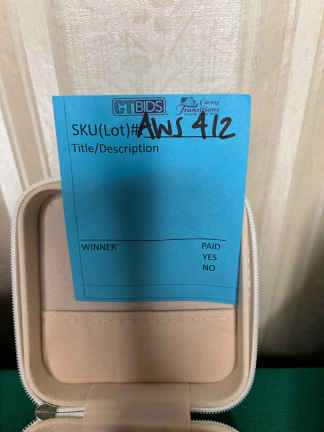 CTBIDS Caring Transitions
SKU(Lot)# AWS 412
Title/Description
WINNER PAID
YES
NO